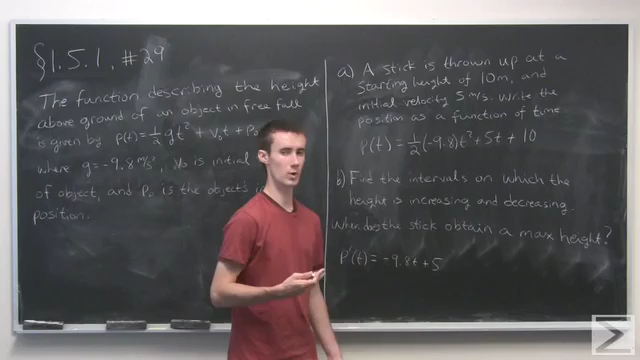 §1.5.1, #29
The function describing the height
above ground of an object in free fall
is given by p(t) = 1/2 gt² + v₀t + p₀
where g = -9.8 m/s², v₀ is initial
of object, and p₀ is the object's
position.
a) A stick is thrown up at a
starting height of 10m, and
initial velocity 5 m/s. Write the
position as a function of time
p(t) = 1/2 (-9.8)t² + 5t + 10
b) Find the intervals on which the
height is increasing and decreasing.
When does the stick obtain a max height?
p'(t) = -9.8t + 5
Σ